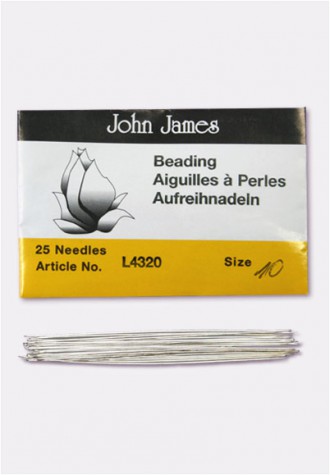 John James
Beading
Aiguilles à Perles
Aufreihnadeln
25 Needles
Article No. L4320 Size 10